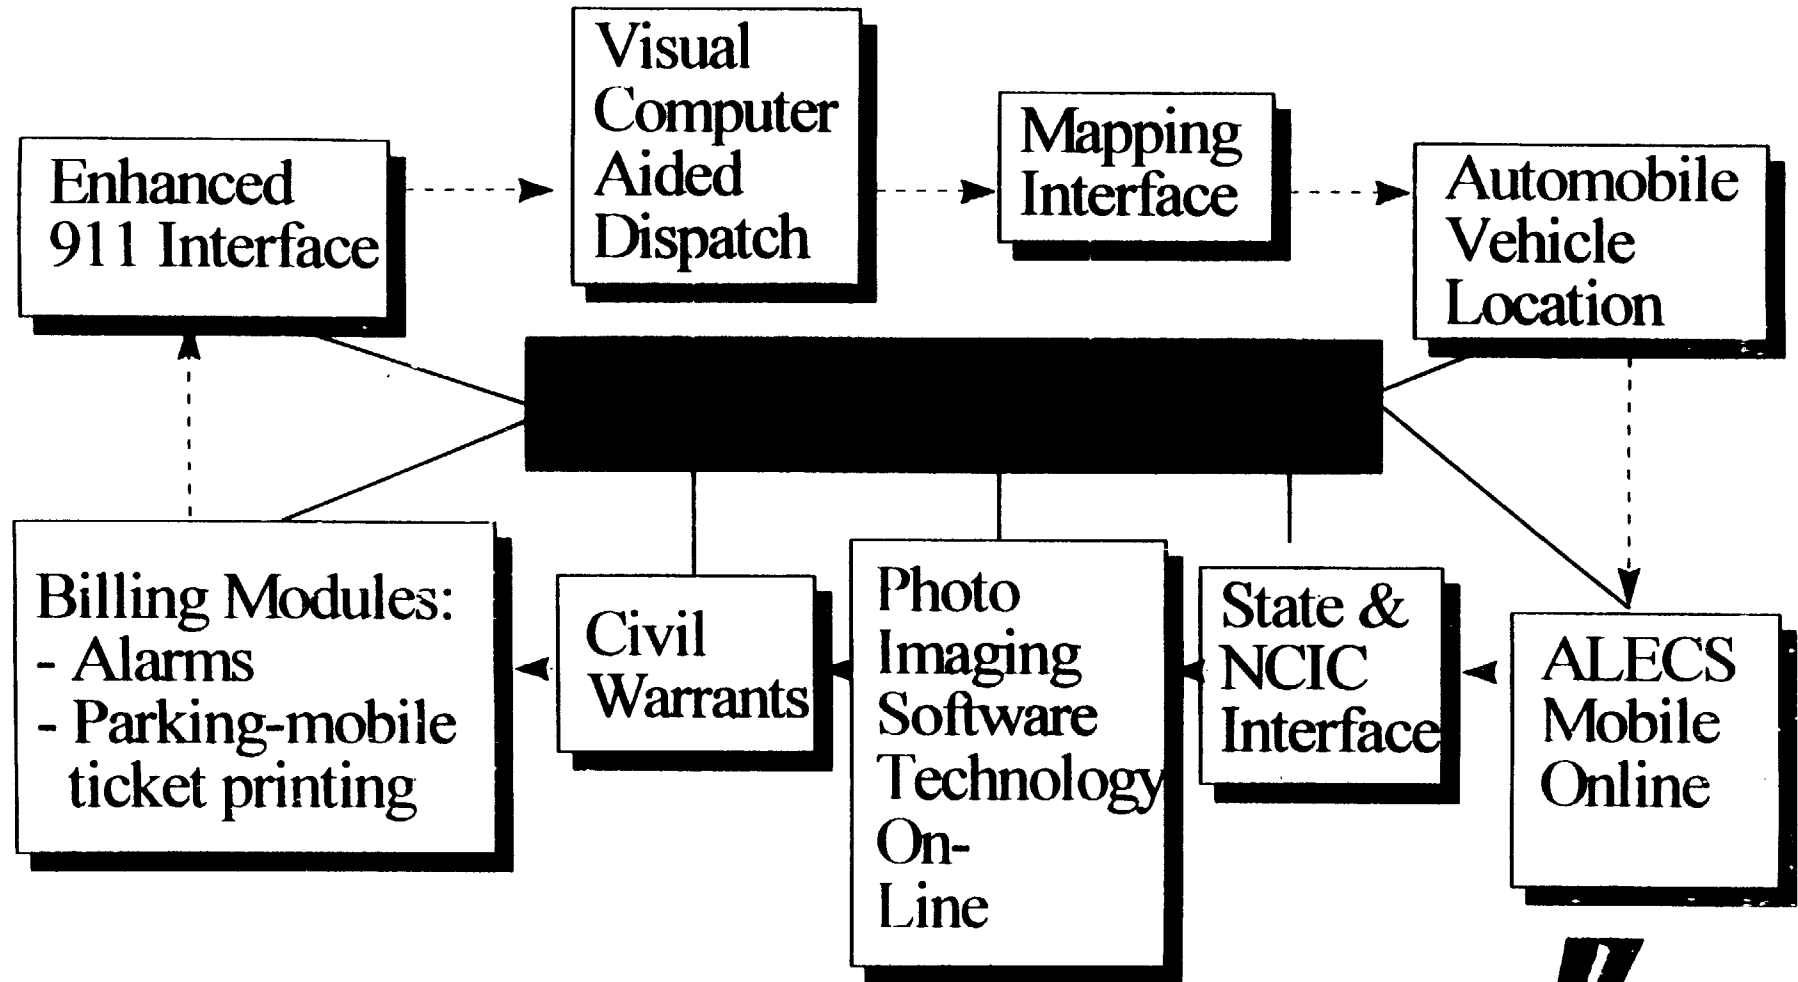 Visual
Computer
Aided
Dispatch
Mapping
Interface
Enhanced
911 Interface
Automobile
Vehicle
Location
Billing Modules:
- Alarms
- Parking-mobile
ticket printing
Civil
Warrants
Photo
Imaging
Software
Technology
On-
Line
State &
NCIC
Interface
ALECS
Mobile
Online